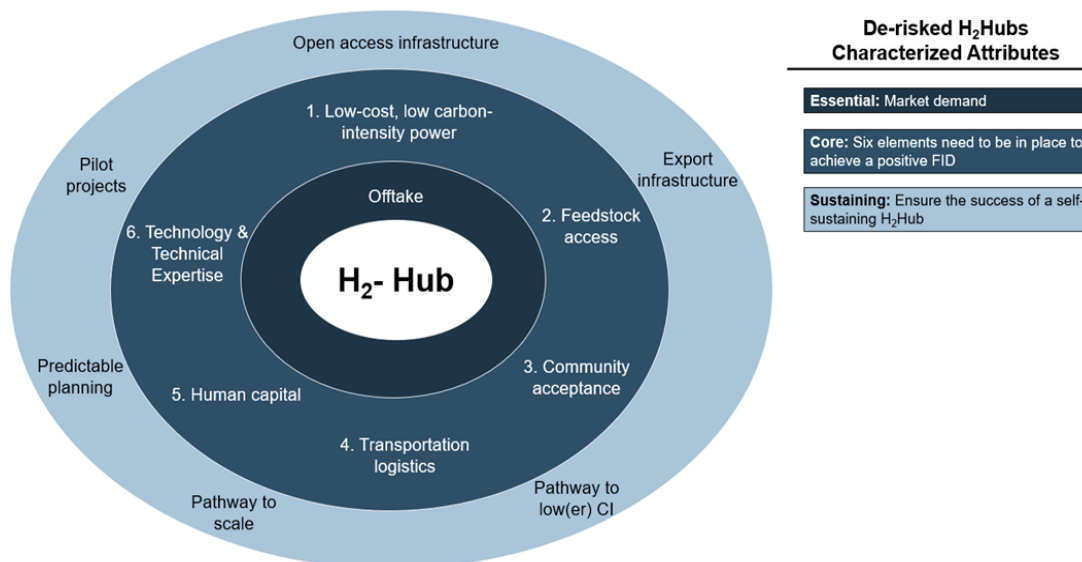 Open access infrastructure
1. Low-cost, low carbon-
intensity power
Pilot
projects
Export
infrastructure
Offtake
2. Feedstock
access
6. Technology &
Technical
Expertise
H₂- Hub
Predictable
planning
3. Community
acceptance
5. Human capital
4. Transportation
logistics
Pathway to
scale
Pathway to
low(er) CI
De-risked H₂Hubs
Characterized Attributes
Essential: Market demand
Core: Six elements need to be in place to
achieve a positive FID
Sustaining: Ensure the success of a self-
sustaining H₂Hub